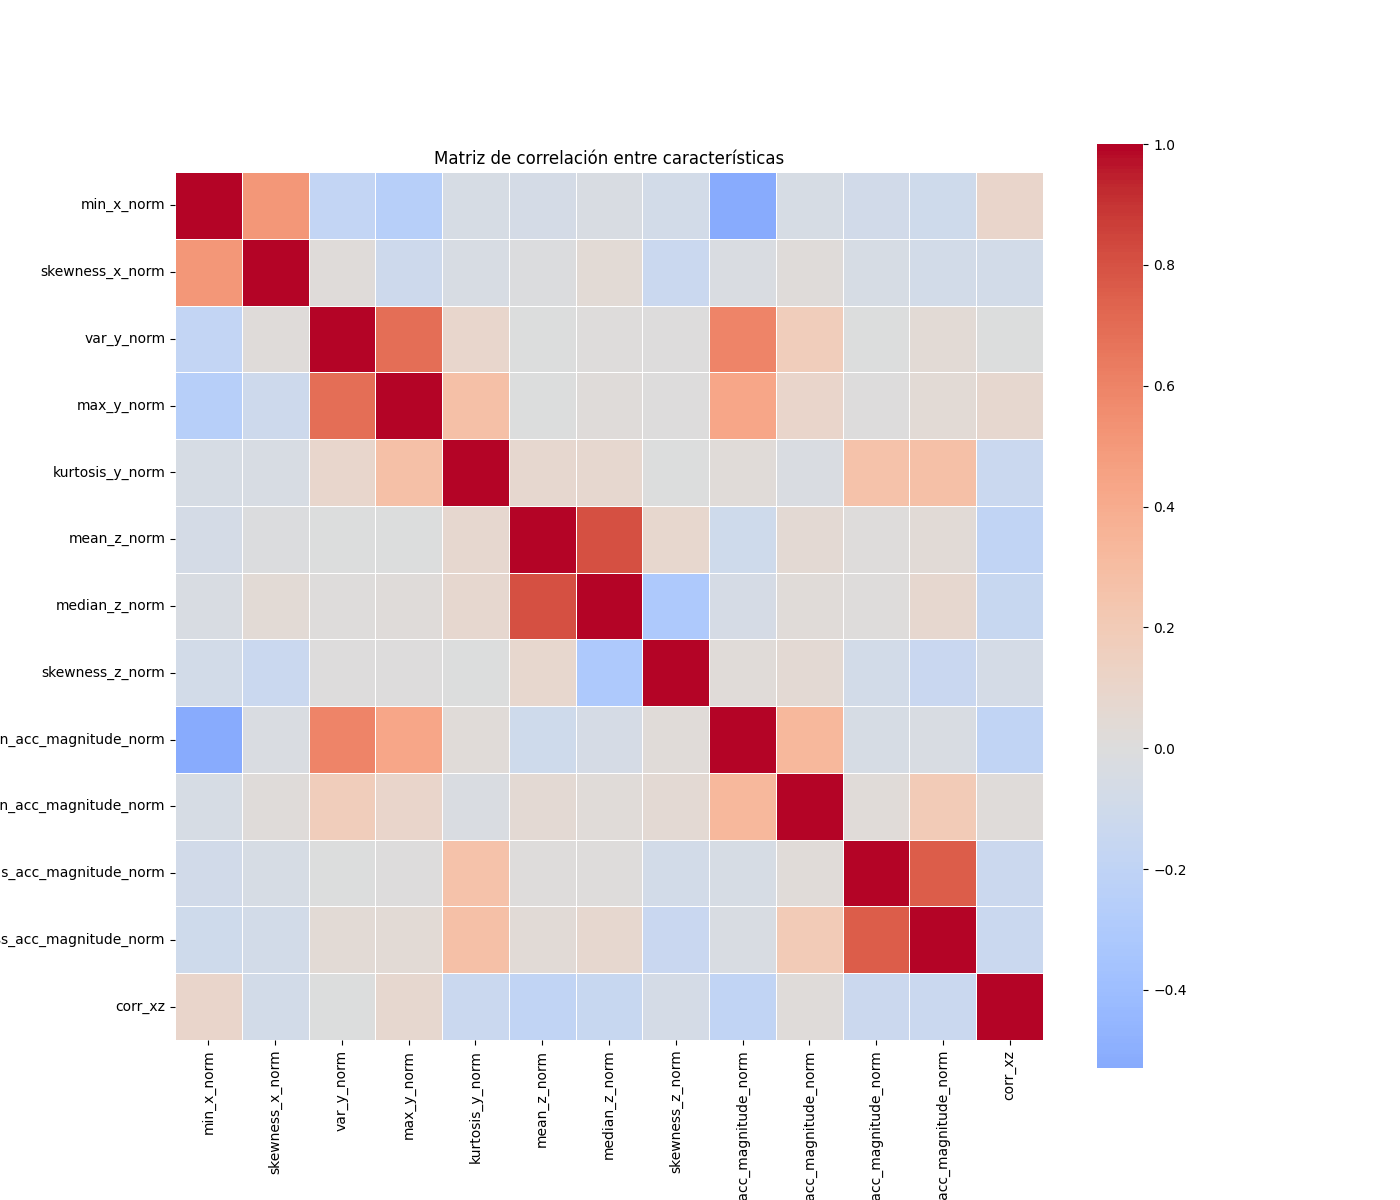 Matriz de correlación entre características
min_x_norm
skewness_x_norm
var_y_norm
max_y_norm
kurtosis_y_norm
mean_z_norm
median_z_norm
skewness_z_norm
n_acc_magnitude_norm
n_acc_magnitude_norm
s_acc_magnitude_norm
ss_acc_magnitude_norm
corr_xz
min_x_norm
skewness_x_norm
var_y_norm
max_y_norm
kurtosis_y_norm
mean_z_norm
median_z_norm
skewness_z_norm
acc_magnitude_norm
acc_magnitude_norm
acc_magnitude_norm
acc_magnitude_norm
corr_xz
1.0
0.8
0.6
0.4
0.2
0.0
−0.2
−0.4